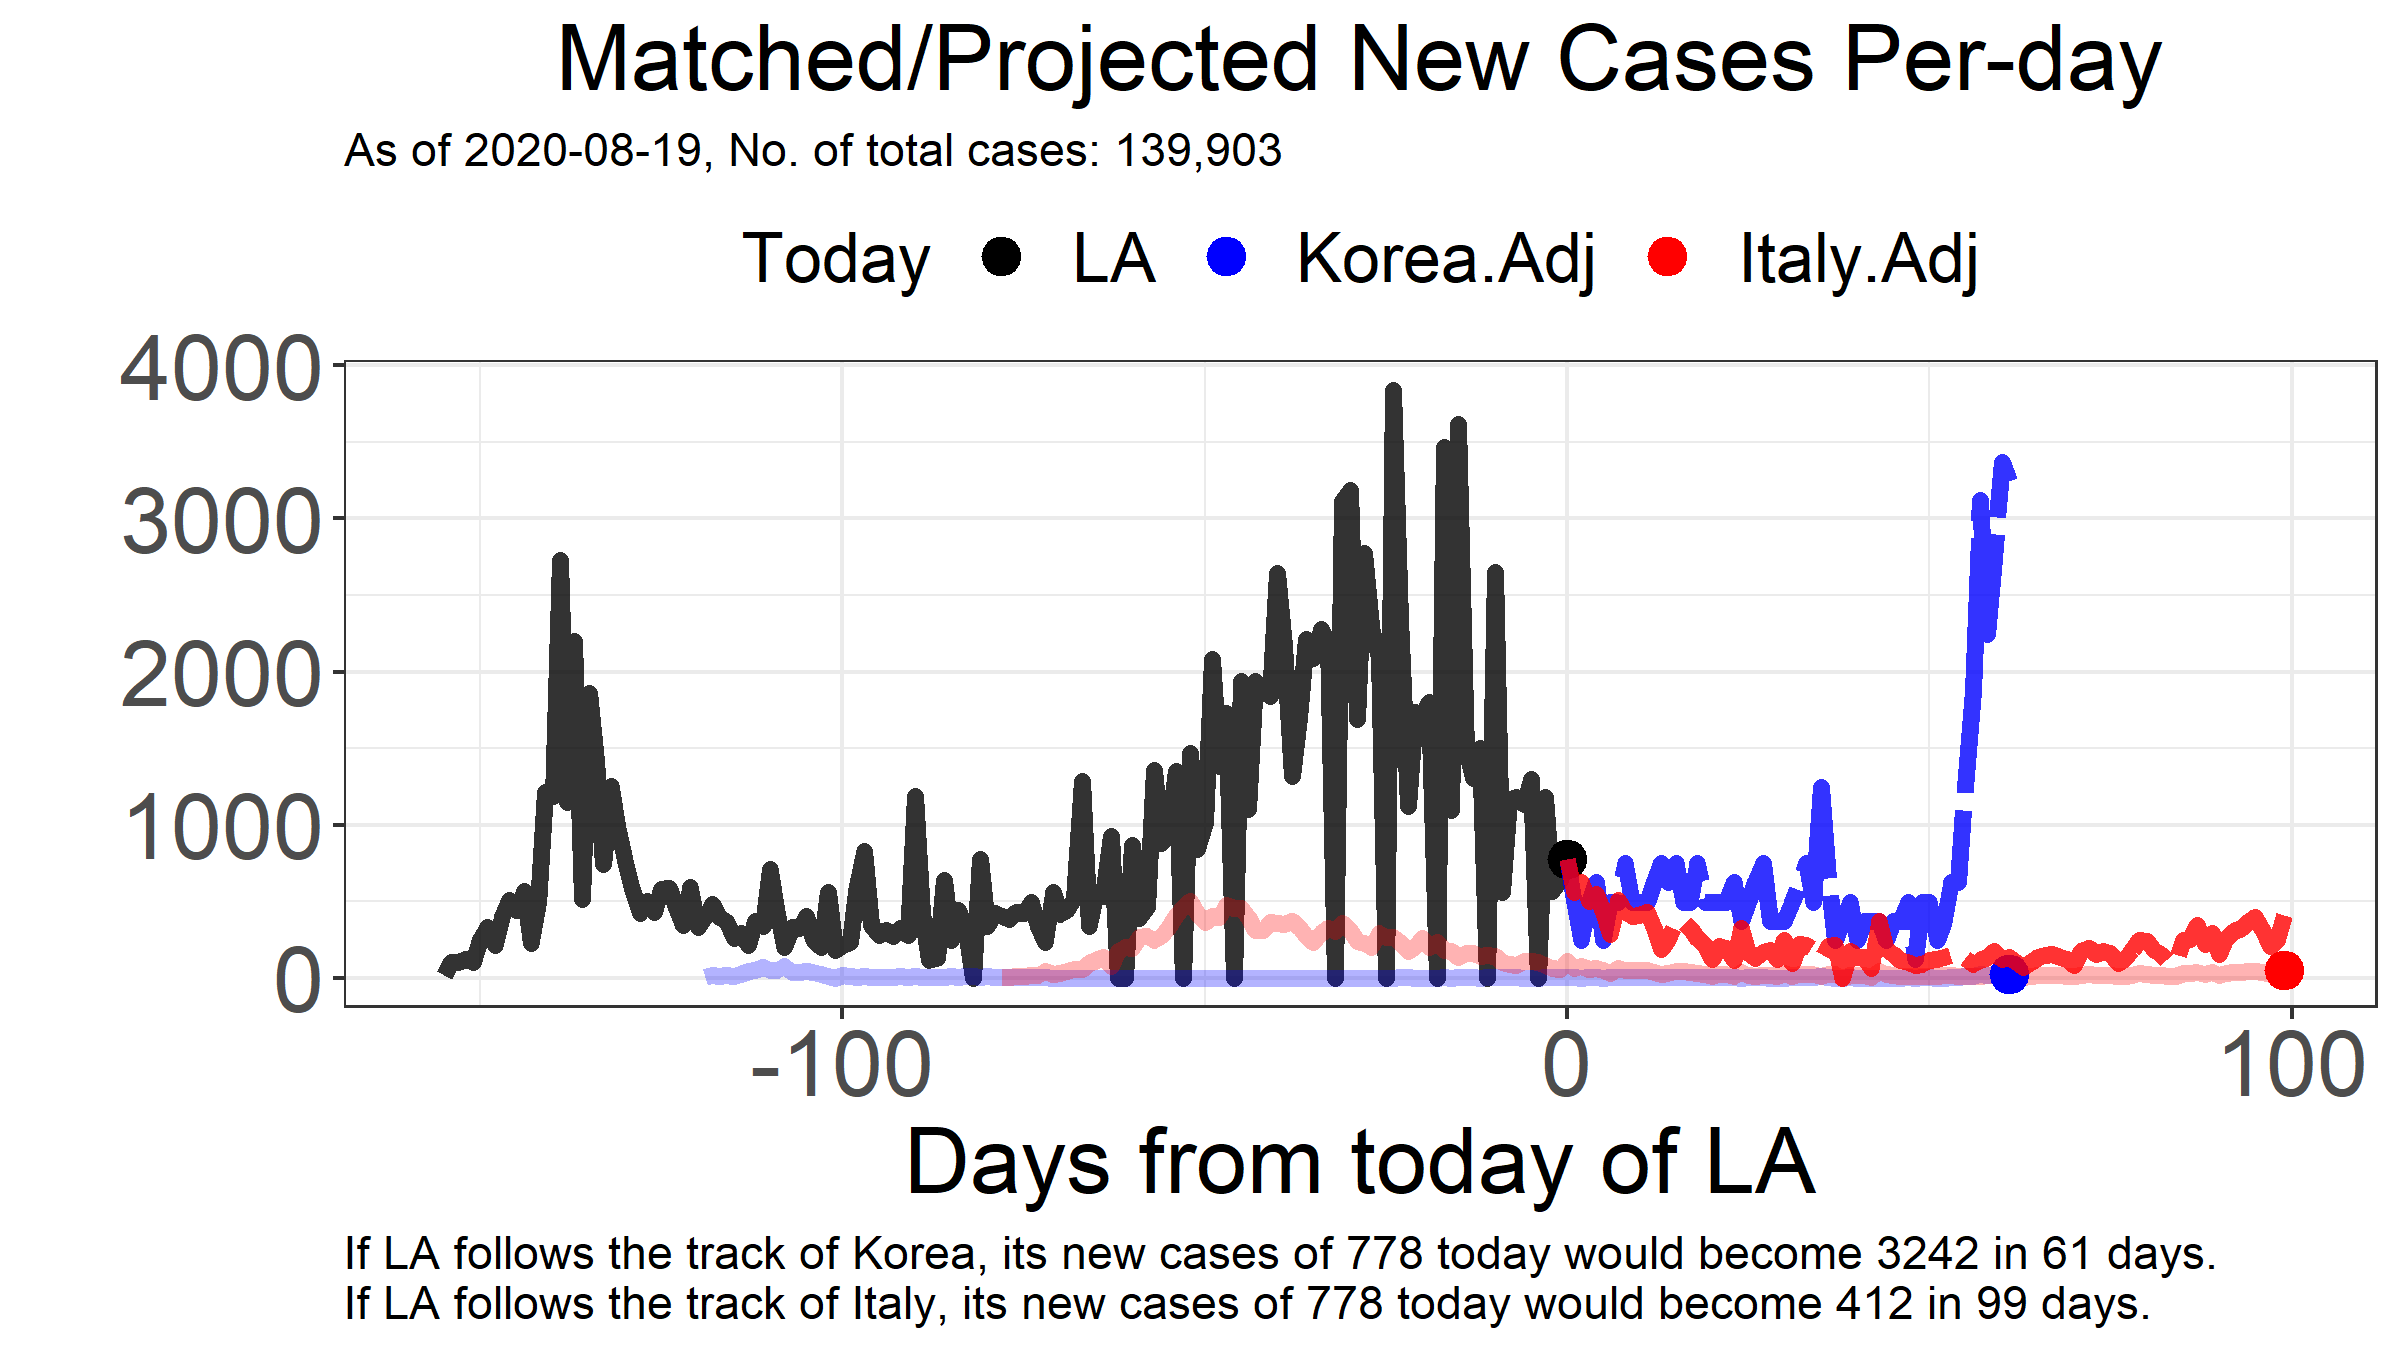 Matched/Projected New Cases Per-day
As of 2020-08-19, No. of total cases: 139,903
Today LA Korea.Adj Italy.Adj
4000
3000
2000
1000
0
-100 0 100
Days from today of LA
If LA follows the track of Korea, its new cases of 778 today would become 3242 in 61 days.
If LA follows the track of Italy, its new cases of 778 today would become 412 in 99 days.